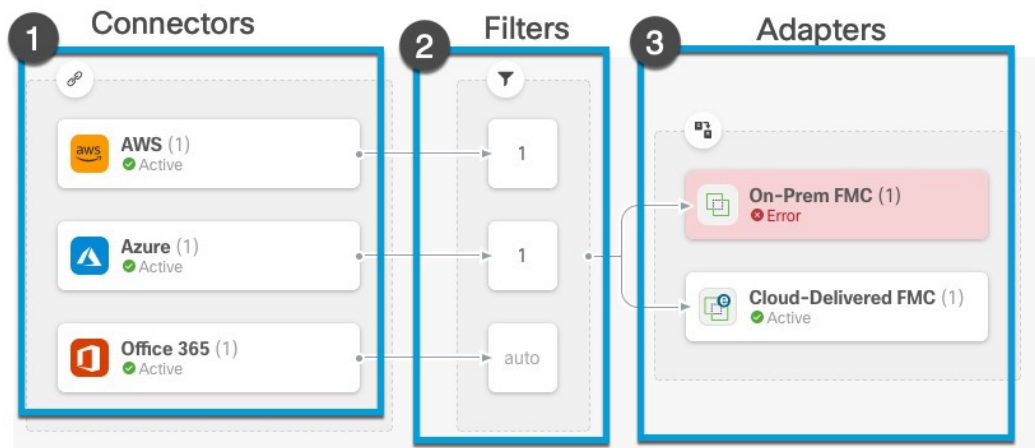 1 Connectors
2 Filters
3 Adapters
aws AWS (1)
Active
1
Azure (1)
Active
1
Office 365 (1)
Active
auto
On-Prem FMC (1)
Error
Cloud-Delivered FMC (1)
Active